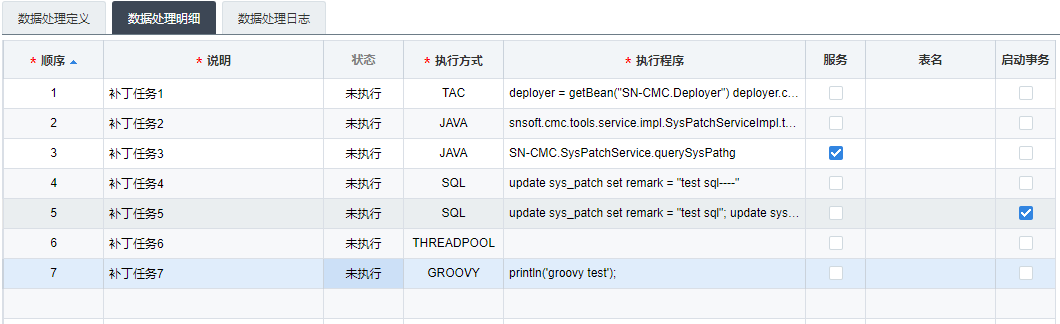 数据处理定义 数据处理明细 数据处理日志
* 顺序 * 说明 状态 * 执行方式 * 执行程序 服务 表名 启动事务
1 补丁任务1 未执行 TAC deployer = getBean("SN-CMC.Deployer") deployer.c...
2 补丁任务2 未执行 JAVA snsoft.cmc.tools.service.impl.SysPatchServiceImpl.t...
3 补丁任务3 未执行 JAVA SN-CMC.SysPatchService.querySysPathg
4 补丁任务4 未执行 SQL update sys_patch set remark = "test sql----"
5 补丁任务5 未执行 SQL update sys_patch set remark = "test sql"; update sys...
6 补丁任务6 未执行 THREADPOOL
7 补丁任务7 未执行 GROOVY println('groovy test');